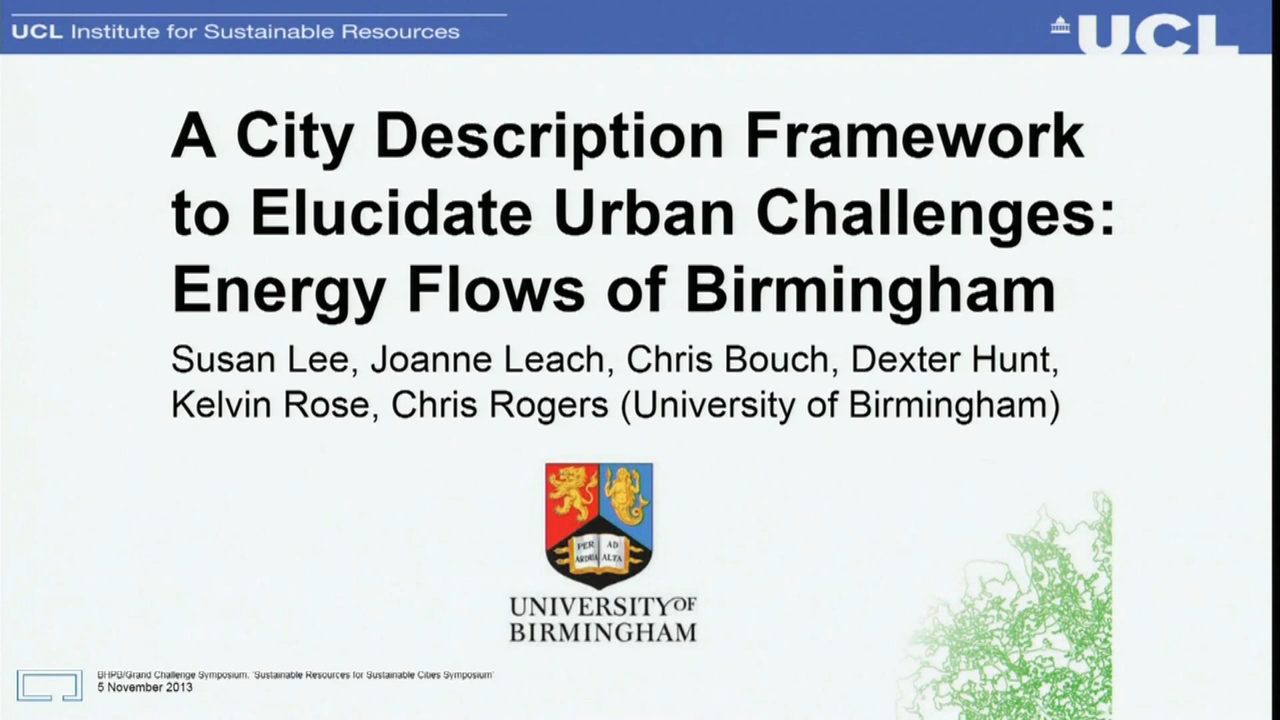 UCL Institute for Sustainable Resources
UCL
A City Description Framework
to Elucidate Urban Challenges:
Energy Flows of Birmingham
Susan Lee, Joanne Leach, Chris Bouch, Dexter Hunt,
Kelvin Rose, Chris Rogers (University of Birmingham)
PER AD
ARDUA ALTA
UNIVERSITY OF
BIRMINGHAM
BHPB/Grand Challenge Symposium. 'Sustainable Resources for Sustainable Cities Symposium'
5 November 2013